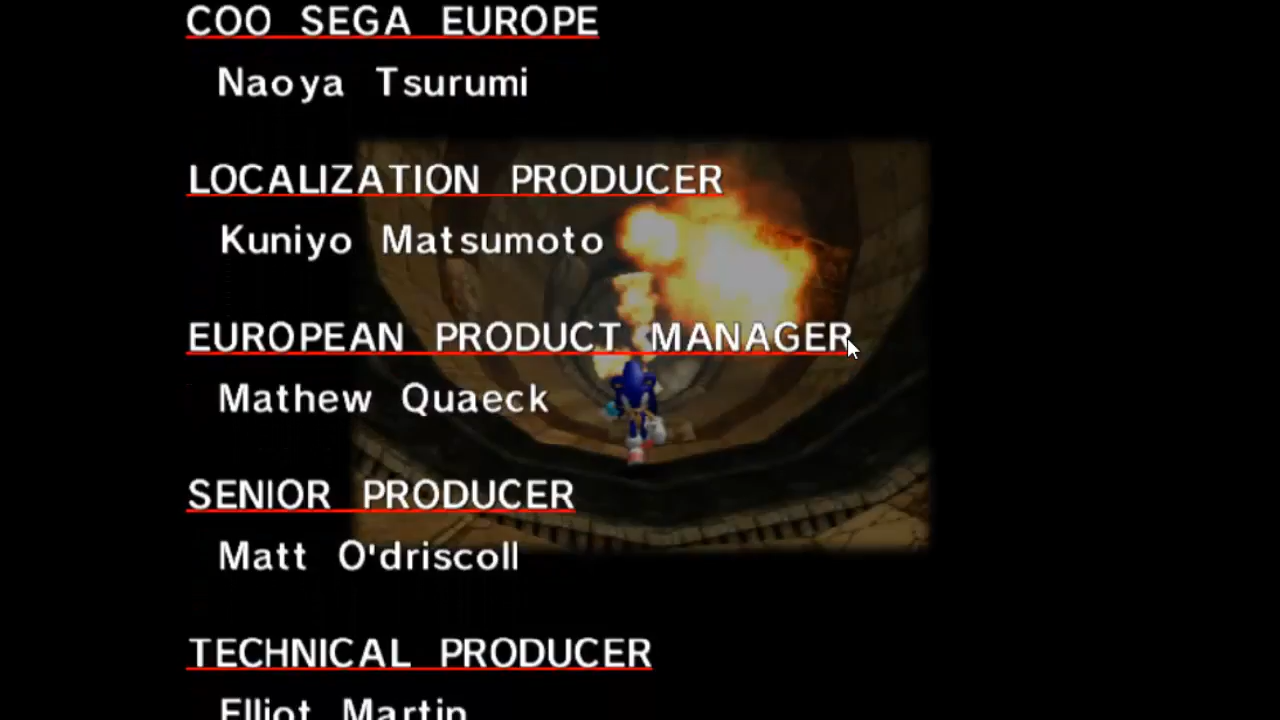 COO SEGA EUROPE
Naoya Tsurumi
LOCALIZATION PRODUCER
Kuniyo Matsumoto
EUROPEAN PRODUCT MANAGER
Mathew Quaeck
SENIOR PRODUCER
Matt O'driscoll
TECHNICAL PRODUCER
Elliot Martin